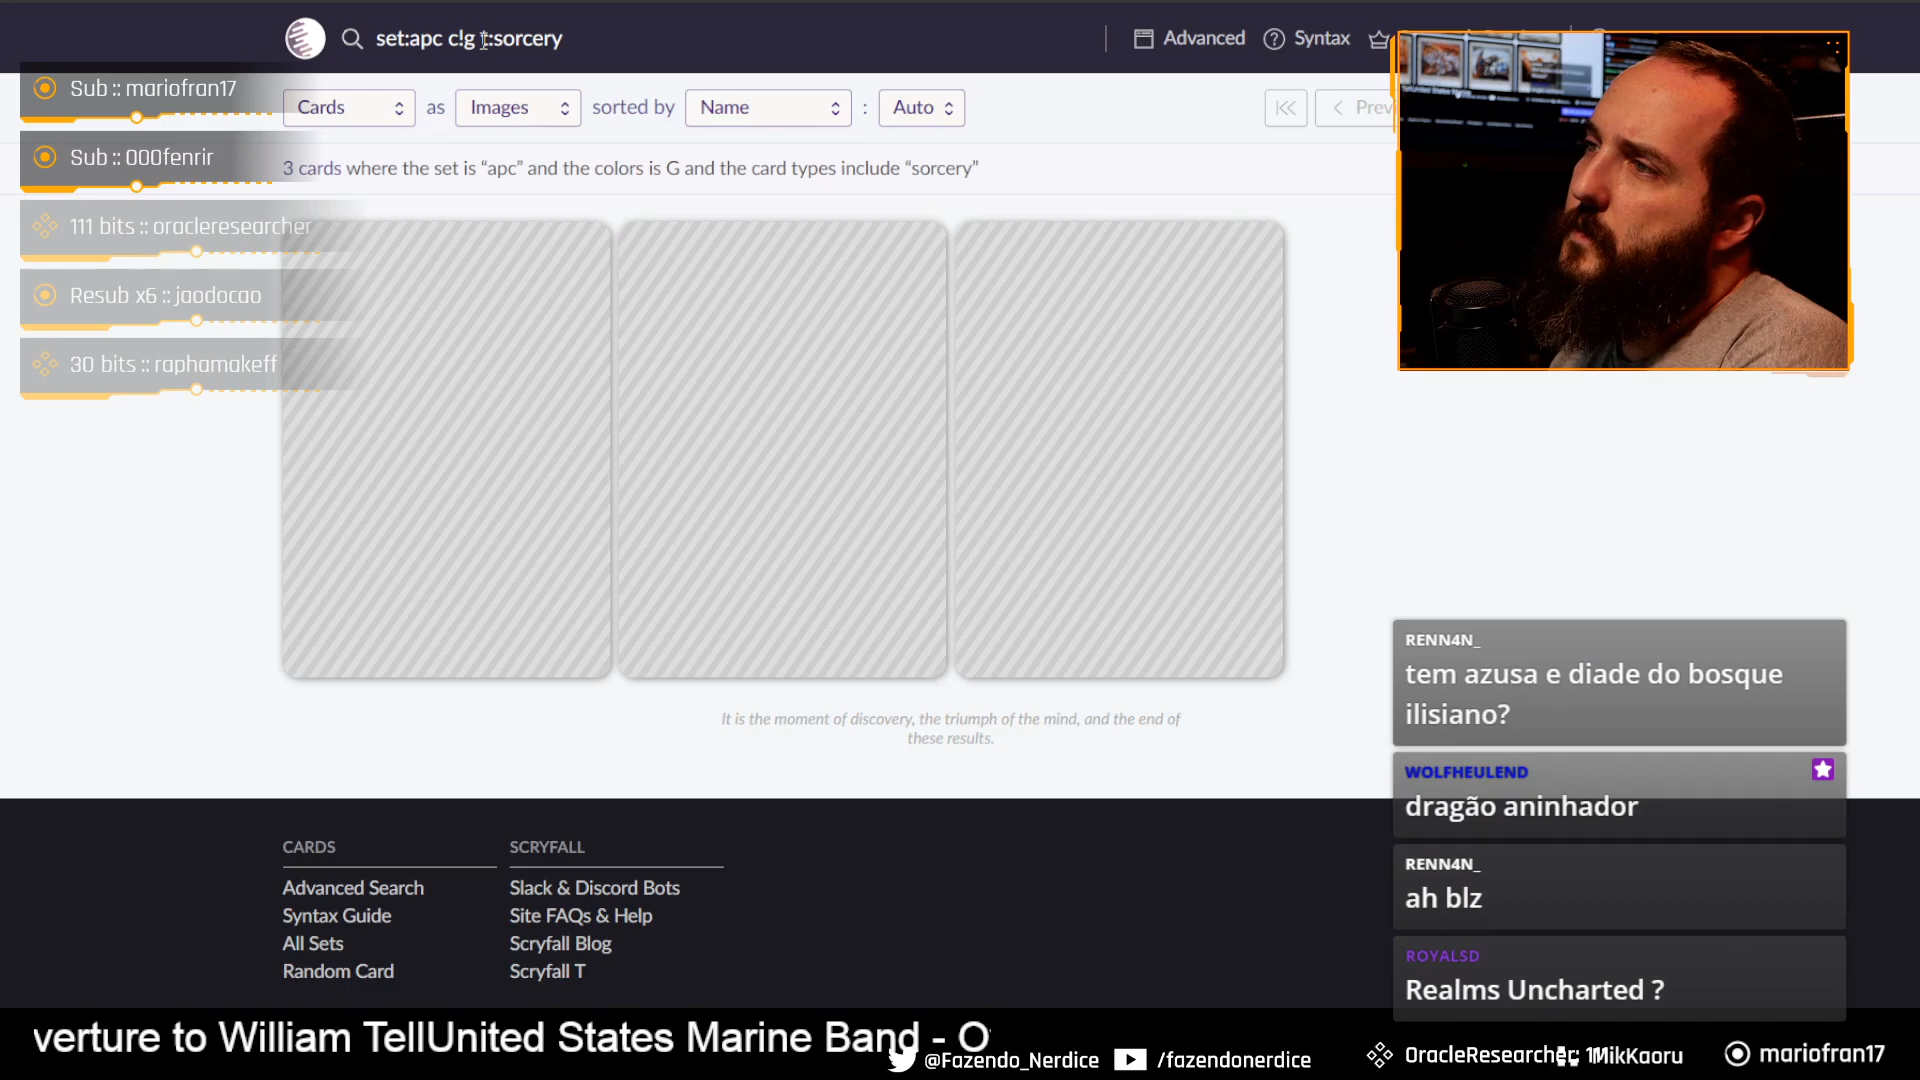 set:apc c!g t:sorcery
Advanced
Syntax
Sub :: mariofran17
Cards
as
Images
sorted by
Name
:
Auto
Prev
Sub :: 000fenrir
3 cards where the set is “apc” and the colors is G and the card types include “sorcery”
111 bits :: oracleresearcher
Resub x6 :: jaodocao
30 bits :: raphamakeff
It is the moment of discovery, the triumph of the mind, and the end of
these results.
RENN4N_
tem azusa e diade do bosque
ilisiano?
WOLFHEULEND
dragão aninhador
RENN4N_
ah blz
ROYALSD
Realms Uncharted ?
CARDS
Advanced Search
Syntax Guide
All Sets
Random Card
SCRYFALL
Slack & Discord Bots
Site FAQs & Help
Scryfall Blog
Scryfall T
verture to William TellUnited States Marine Band - O
@Fazendo_Nerdice
/fazendonerdice
OracleResearcher:
MikKaoru
mariofran17